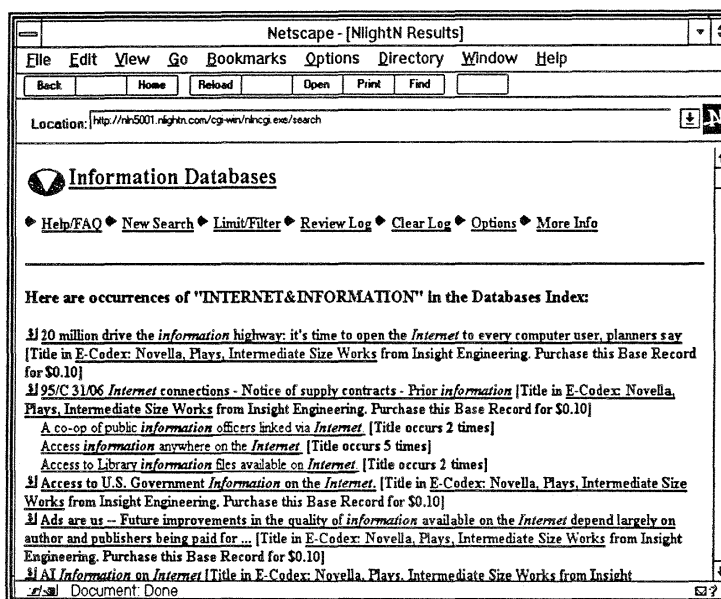 Netscape - [NlightN Results]
File Edit View Go Bookmarks Options Directory Window Help
Back Home Reload Open Print Find
Location: http://nln5001.nlightn.com/cgi-win/nlncgi.exe/search
N
Information Databases
Help/FAQ New Search Limit/Filter Review Log Clear Log Options More Info
Here are occurrences of "INTERNET&INFORMATION" in the Databases Index:
20 million drive the information highway: it's time to open the Internet to every computer user, planners say
[Title in E-Codex: Novella, Plays, Intermediate Size Works from Insight Engineering. Purchase this Base Record
for $0.10]
95/C 31/06 Internet connections - Notice of supply contracts - Prior information [Title in E-Codex: Novella,
Plays, Intermediate Size Works from Insight Engineering. Purchase this Base Record for $0.10]
A co-op of public information officers linked via Internet. [Title occurs 2 times]
Access information anywhere on the Internet [Title occurs 5 times]
Access to Library information files available on Internet. [Title occurs 2 times]
Access to U.S. Government Information on the Internet. [Title in E-Codex: Novella, Plays, Intermediate Size
Works from Insight Engineering. Purchase this Base Record for $0.10]
Ads are us -- Future improvements in the quality of information available on the Internet depend largely on
author and publishers being paid for ... [Title in E-Codex: Novella, Plays, Intermediate Size Works from Insight
Engineering. Purchase this Base Record for $0.10]
AI Information on Internet [Title in E-Codex: Novella, Plays, Intermediate Size Works from Insight
Document: Done